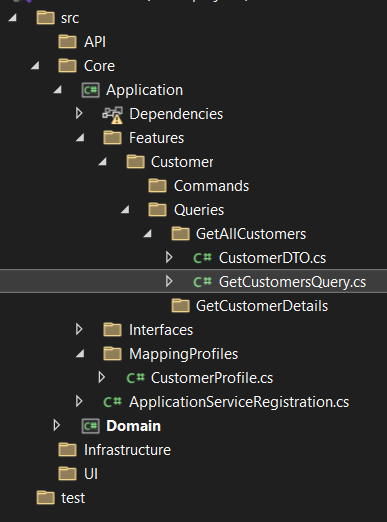 src
API
Core
C# Application
Dependencies
Features
Customer
Commands
Queries
GetAllCustomers
C# CustomerDTO.cs
C# GetCustomersQuery.cs
GetCustomerDetails
Interfaces
MappingProfiles
C# CustomerProfile.cs
C# ApplicationServiceRegistration.cs
C# Domain
Infrastructure
UI
test